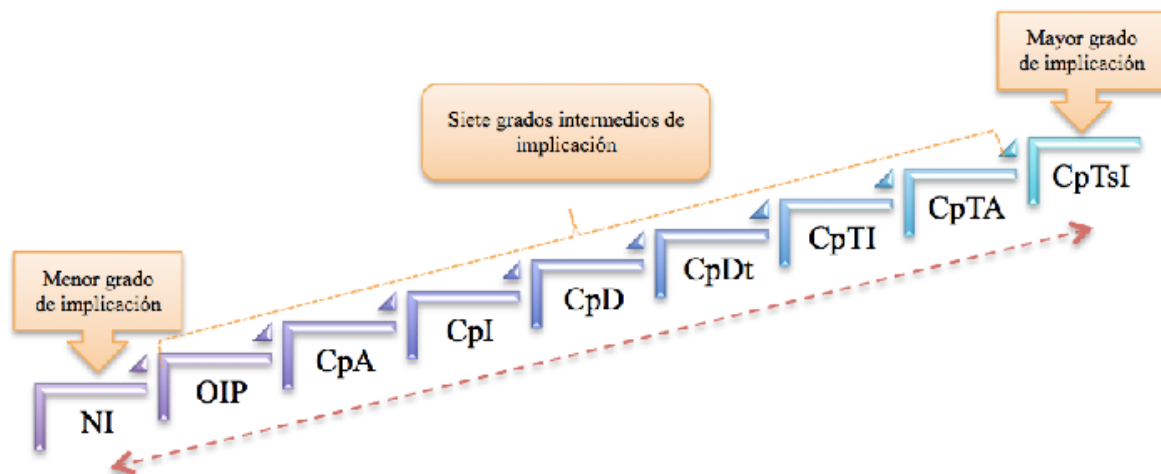 Mayor grado
de implicación
Siete grados intermedios de
implicación
CpTsI
CpTA
CpTI
CpDt
Menor grado
de implicación
CpD
CpI
CpA
OIP
NI